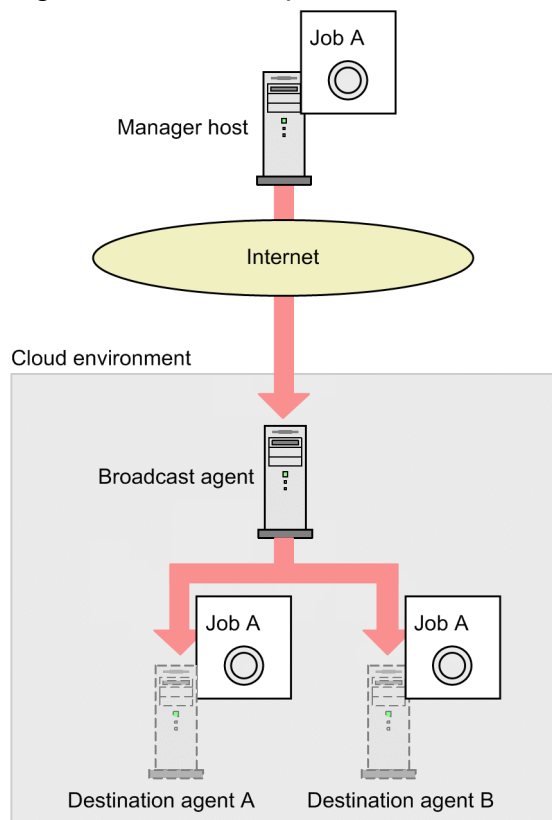 Job A
Manager host
Internet
Cloud environment
Broadcast agent
Job A
Job A
Destination agent A
Destination agent B